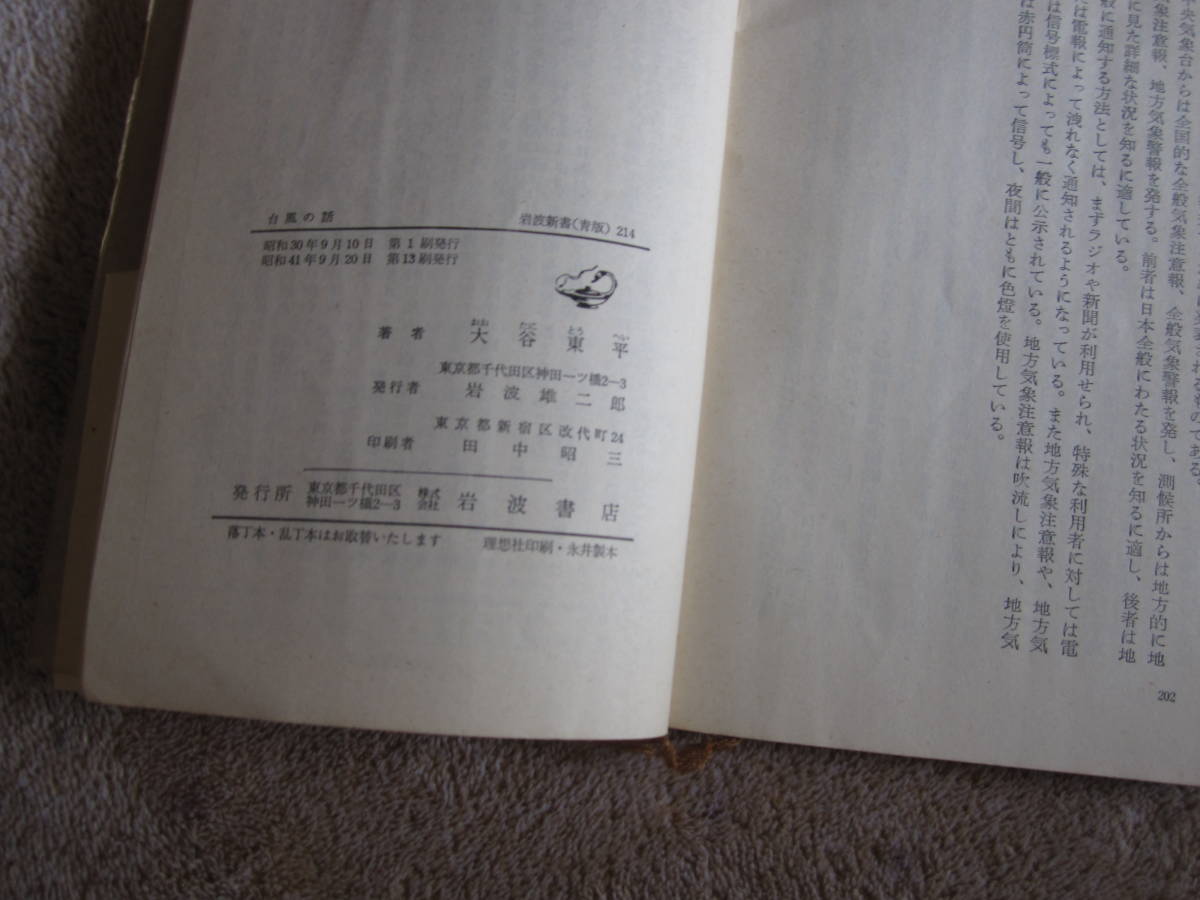 中央気象台からは全国的な全般気象注意報、全般気象警報を発し、測候所からは地方的に地
気象注意報、地方気象警報を発する。前者は日本全般にわたる状況を知るに適し、後者は地
に見た詳細な状況を知るに適している。
般に通知する方法としては、まずラジオや新聞が利用せられ、特殊な利用者に対しては電
は電報によって洩れなく通知されるようになっている。また地方気象注意報や、地方気
は信号標式によっても一般に公示されている。地方気象注意報は吹流しにより、地方気
は赤円筒によって信号し、夜間はともに色燈を使用している。
202
台風の話 岩波新書(青版) 214
昭和30年9月10日 第1刷発行
昭和41年9月20日 第13刷発行
著者 大谷東平
おお たに とう へい
東京都千代田区神田一ツ橋2-3
発行者 岩波雄二郎
東京都新宿区改代町24
印刷者 田中昭三
発行所 東京都千代田区神田一ツ橋2-3 株式会社 岩波書店
落丁本・乱丁本はお取替いたします 理想社印刷・永井製本